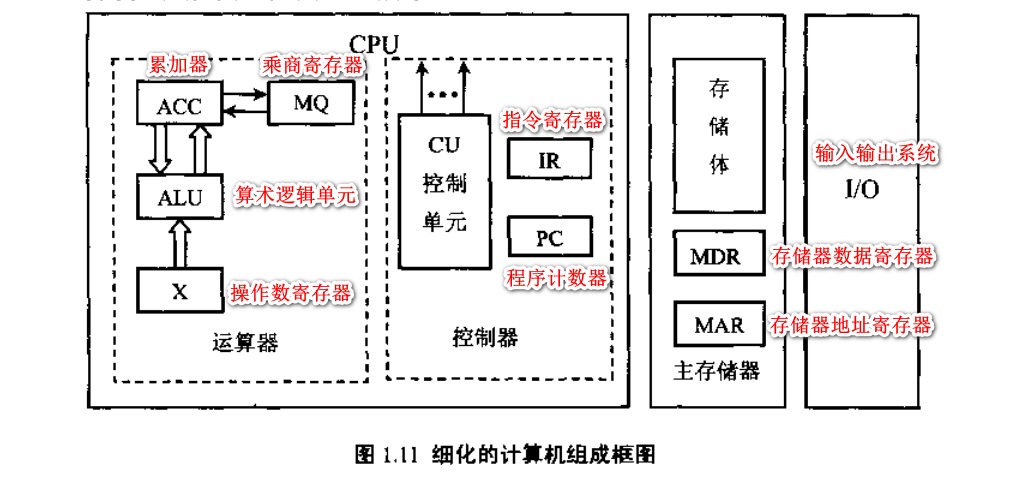 CPU
累加器
乘商寄存器
ACC
MQ
ALU
算术逻辑单元
X
操作数寄存器
运算器
CU
控制
单元
指令寄存器
IR
PC
程序计数器
控制器
存
储
体
MDR
存储器数据寄存器
MAR
存储器地址寄存器
主存储器
输入输出系统
I/O
图 1.11 细化的计算机组成框图